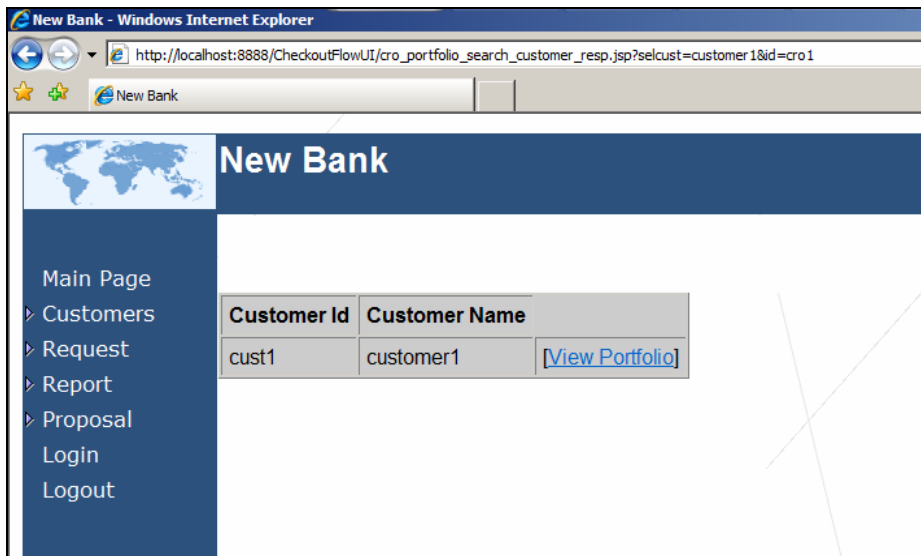 New Bank - Windows Internet Explorer
http://localhost:8888/CheckoutFlowUI/cro_portfolio_search_customer_resp.jsp?selcust=customer1&id=cro1
New Bank
New Bank
Main Page
Customers
Request
Report
Proposal
Login
Logout
Customer Id Customer Name
cust1 customer1 [View Portfolio]